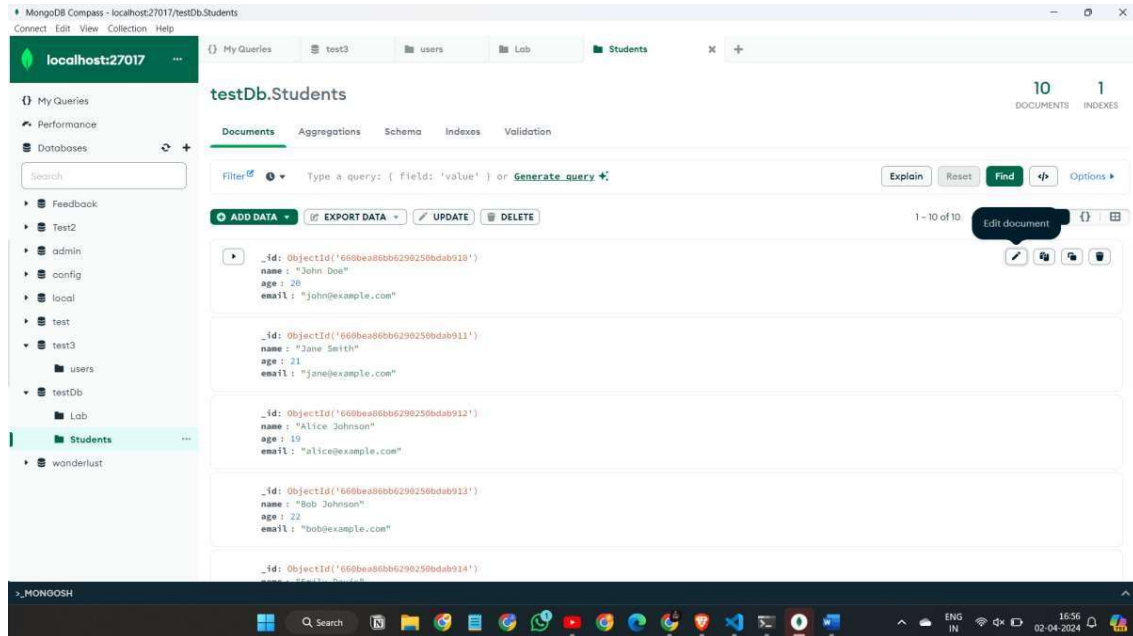 MongoDB Compass - localhost:27017/testDb.Students
Connect Edit View Collection Help
localhost:27017 ...
{} My Queries
test3
users
Lab
Students
{} My Queries
Performance
Databases
Search
Feedback
Test2
admin
config
local
test
test3
users
testDb
Lab
Students
wanderlust
testDb.Students
10
DOCUMENTS
1
INDEXES
Documents Aggregations Schema Indexes Validation
Filter Type a query: { field: 'value' } or Generate query
Explain Reset Find </> Options
ADD DATA EXPORT DATA UPDATE DELETE
1 – 10 of 10
Edit document
_id: ObjectId('660bea86bb6290250bdab910')
name : "John Doe"
age : 20
email : "john@example.com"
_id: ObjectId('660bea86bb6290250bdab911')
name : "Jane Smith"
age : 21
email : "jane@example.com"
_id: ObjectId('660bea86bb6290250bdab912')
name : "Alice Johnson"
age : 19
email : "alice@example.com"
_id: ObjectId('660bea86bb6290250bdab913')
name : "Bob Johnson"
age : 22
email : "bob@example.com"
_id: ObjectId('660bea86bb6290250bdab914')
>_MONGOSH
Search
ENG
IN
16:56
02-04-2024